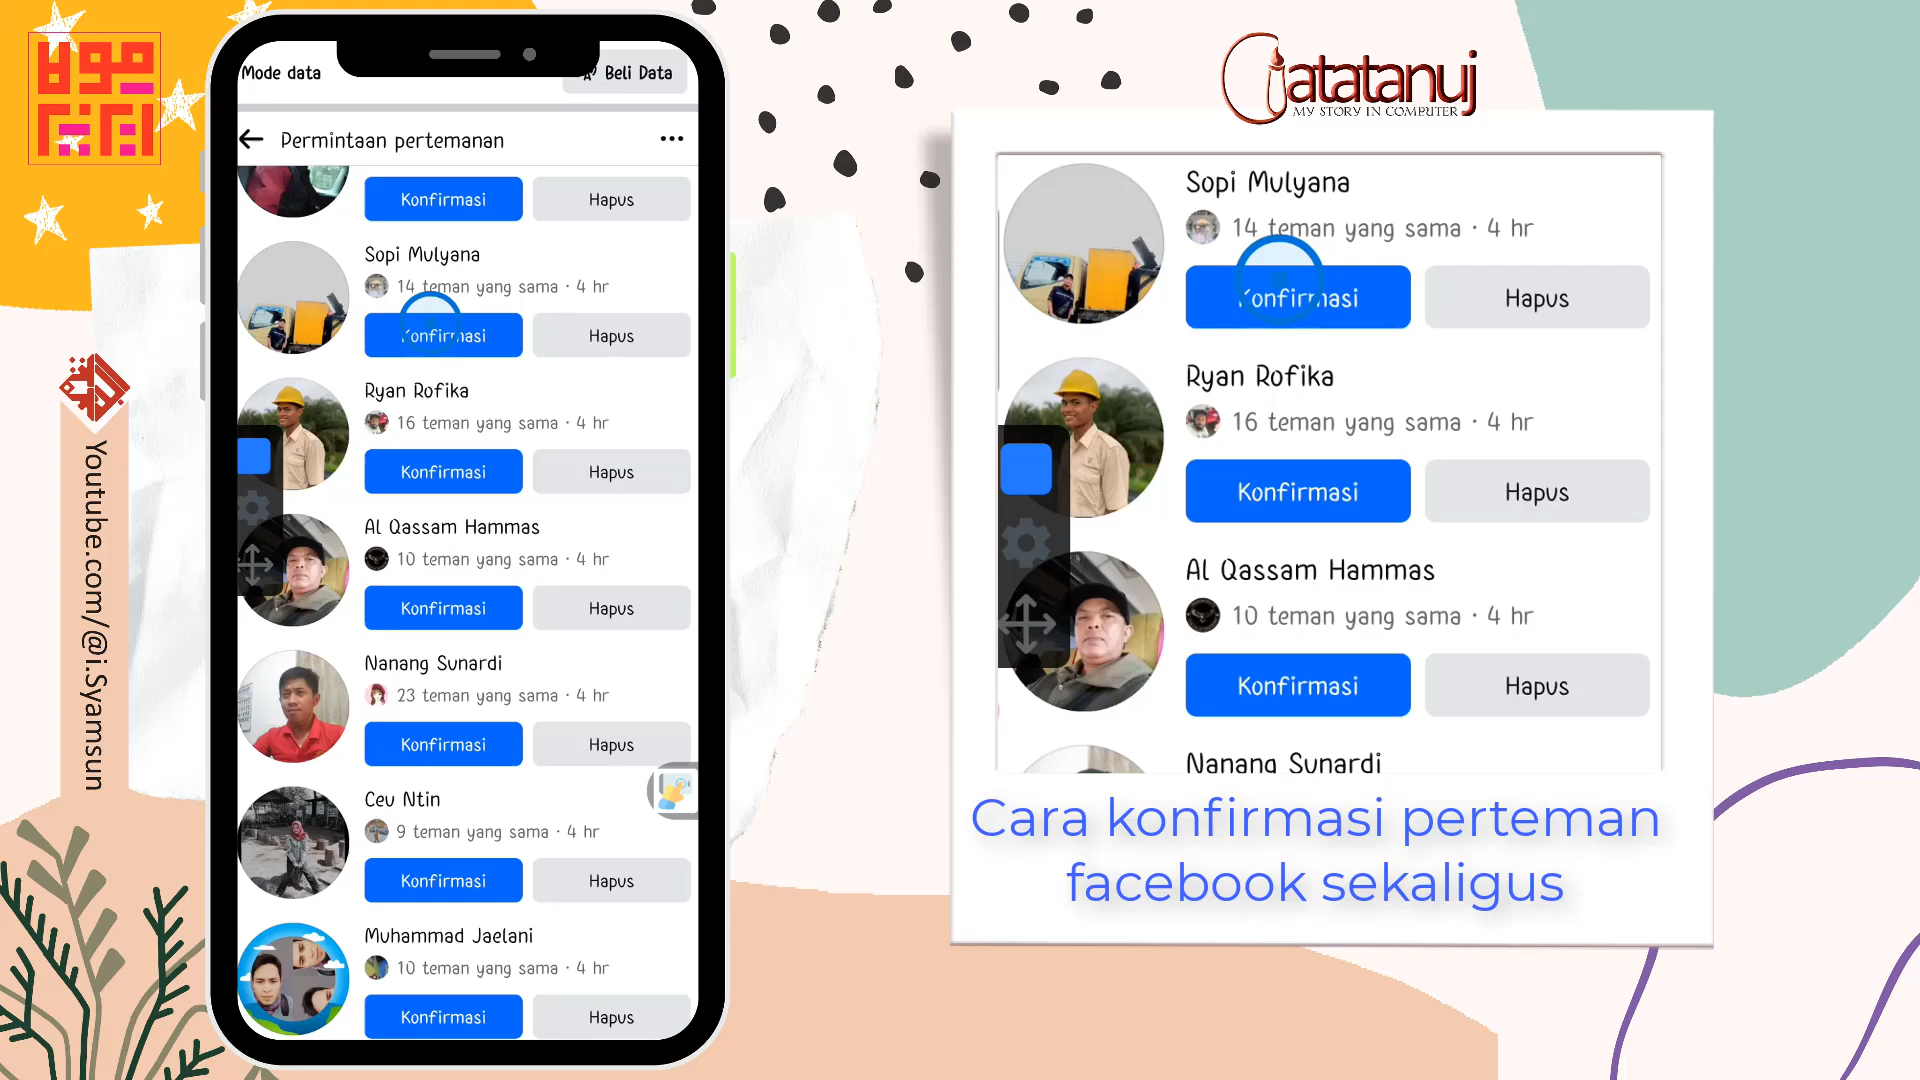 Mode data
Beli Data
Permintaan pertemanan
Konfirmasi
Hapus
Sopi Mulyana
14 teman yang sama · 4 hr
Konfirmasi
Hapus
Ryan Rofika
16 teman yang sama · 4 hr
Konfirmasi
Hapus
Al Qassam Hammas
10 teman yang sama · 4 hr
Konfirmasi
Hapus
Nanang Sunardi
23 teman yang sama · 4 hr
Konfirmasi
Hapus
Ceu Ntin
9 teman yang sama · 4 hr
Konfirmasi
Hapus
Muhammad Jaelani
10 teman yang sama · 4 hr
Konfirmasi
Hapus
Youtube.com/@i.Syamsun
Catatanuj
MY STORY IN COMPUTER
Sopi Mulyana
14 teman yang sama · 4 hr
Konfirmasi
Hapus
Ryan Rofika
16 teman yang sama · 4 hr
Konfirmasi
Hapus
Al Qassam Hammas
10 teman yang sama · 4 hr
Konfirmasi
Hapus
Nanang Sunardi
Cara konfirmasi perteman
facebook sekaligus